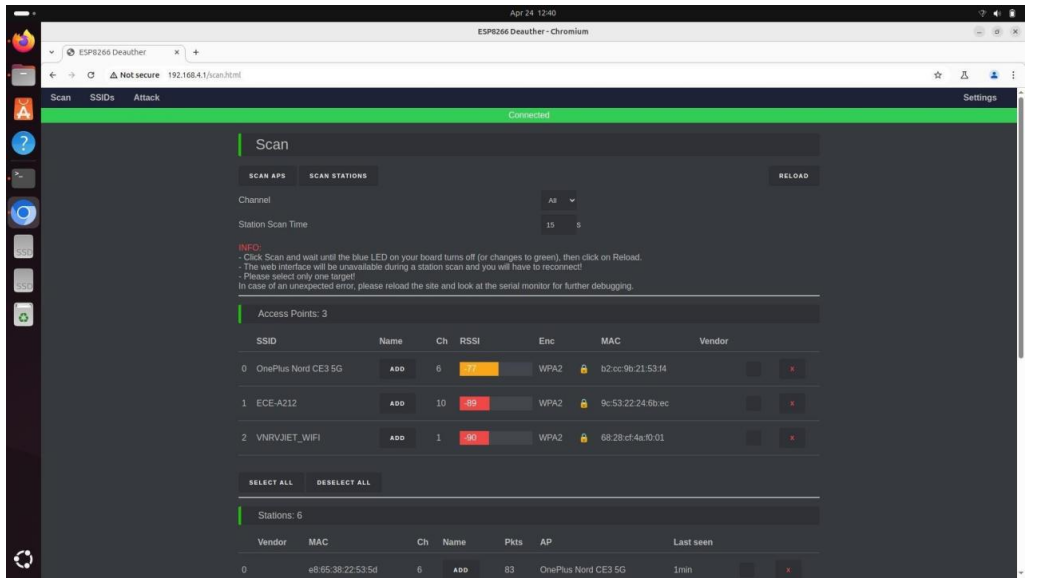 Apr 24 12:40
ESP8266 Deauther - Chromium
ESP8266 Deauther × +
Not secure 192.168.4.1/scan.html
Scan SSIDs Attack Settings
Connected
Scan
SCAN APS SCAN STATIONS RELOAD
Channel All
Station Scan Time 15 s
INFO:
- Click Scan and wait until the blue LED on your board turns off (or changes to green), then click on Reload.
- The web interface will be unavailable during a station scan and you will have to reconnect!
- Please select only one target!
In case of an unexpected error, please reload the site and look at the serial monitor for further debugging.
Access Points: 3
SSID Name Ch RSSI Enc MAC Vendor
0 OnePlus Nord CE3 5G ADD 6 -77 WPA2 b2:cc:9b:21:53:f4 X
1 ECE-A212 ADD 10 -89 WPA2 9c:53:22:24:6b:ec X
2 VNRVJIET_WIFI ADD 1 -90 WPA2 68:28:cf:4a:f0:01 X
SELECT ALL DESELECT ALL
Stations: 6
Vendor MAC Ch Name Pkts AP Last seen
0 e8:65:38:22:53:5d 6 ADD 83 OnePlus Nord CE3 5G 1min X
SSD
SSD